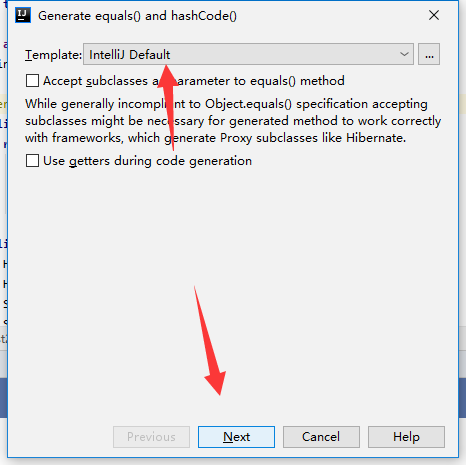 Generate equals() and hashCode()
Template: IntelliJ Default
...
Accept subclasses as parameter to equals() method
While generally incompliant to Object.equals() specification accepting
subclasses might be necessary for generated method to work correctly
with frameworks, which generate Proxy subclasses like Hibernate.
Use getters during code generation
Previous Next Cancel Help